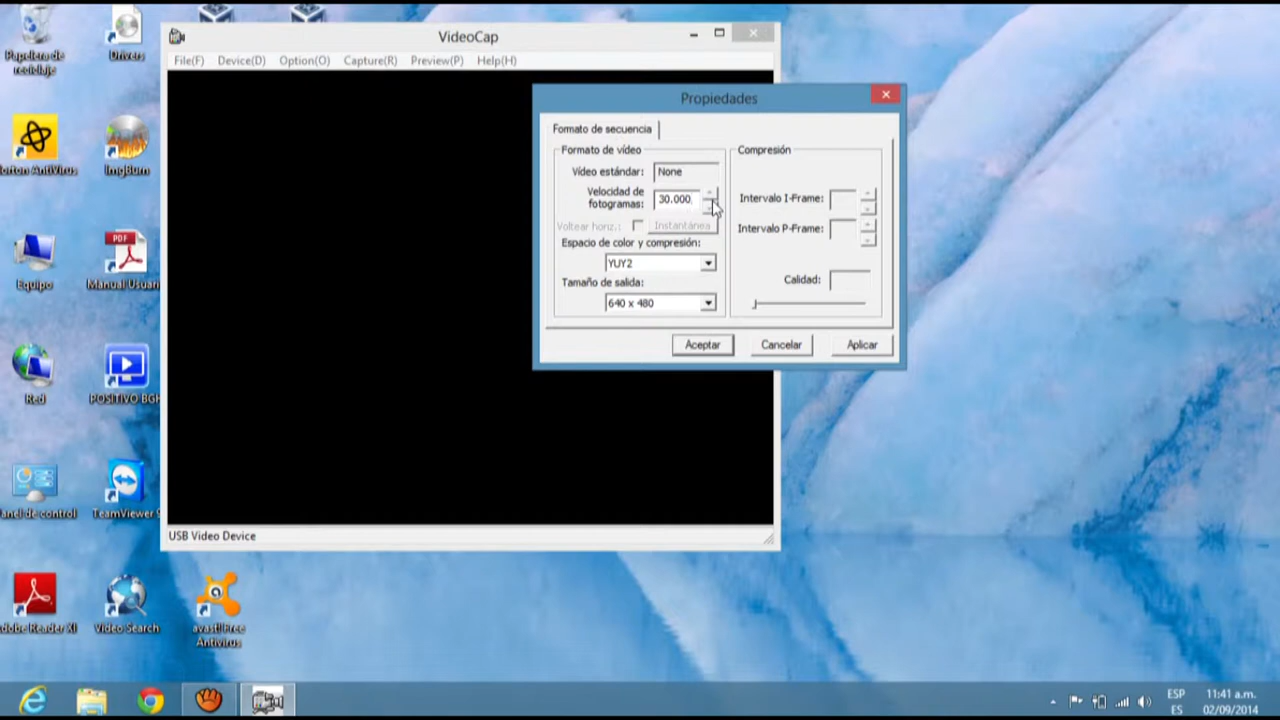 Papelera de
reciclaje
Drivers
Norton AntiVirus
ImgBurn
Equipo
PDF
Manual Usuari
Red
POSITIVO BGH
Panel de control
TeamViewer 9
Adobe Reader XI
Video Search
avast! Free
Antivirus
VideoCap
File(F) Device(D) Option(O) Capture(R) Preview(P) Help(H)
USB Video Device
Propiedades
Formato de secuencia
Formato de vídeo
Vídeo estándar: None
Velocidad de
fotogramas: 30.000
Voltear horiz.: Instantánea
Espacio de color y compresión:
YUY2
Tamaño de salida:
640 x 480
Compresión
Intervalo I-Frame:
Intervalo P-Frame:
Calidad:
Aceptar Cancelar Aplicar
ESP
ES
11:41 a.m.
02/09/2014